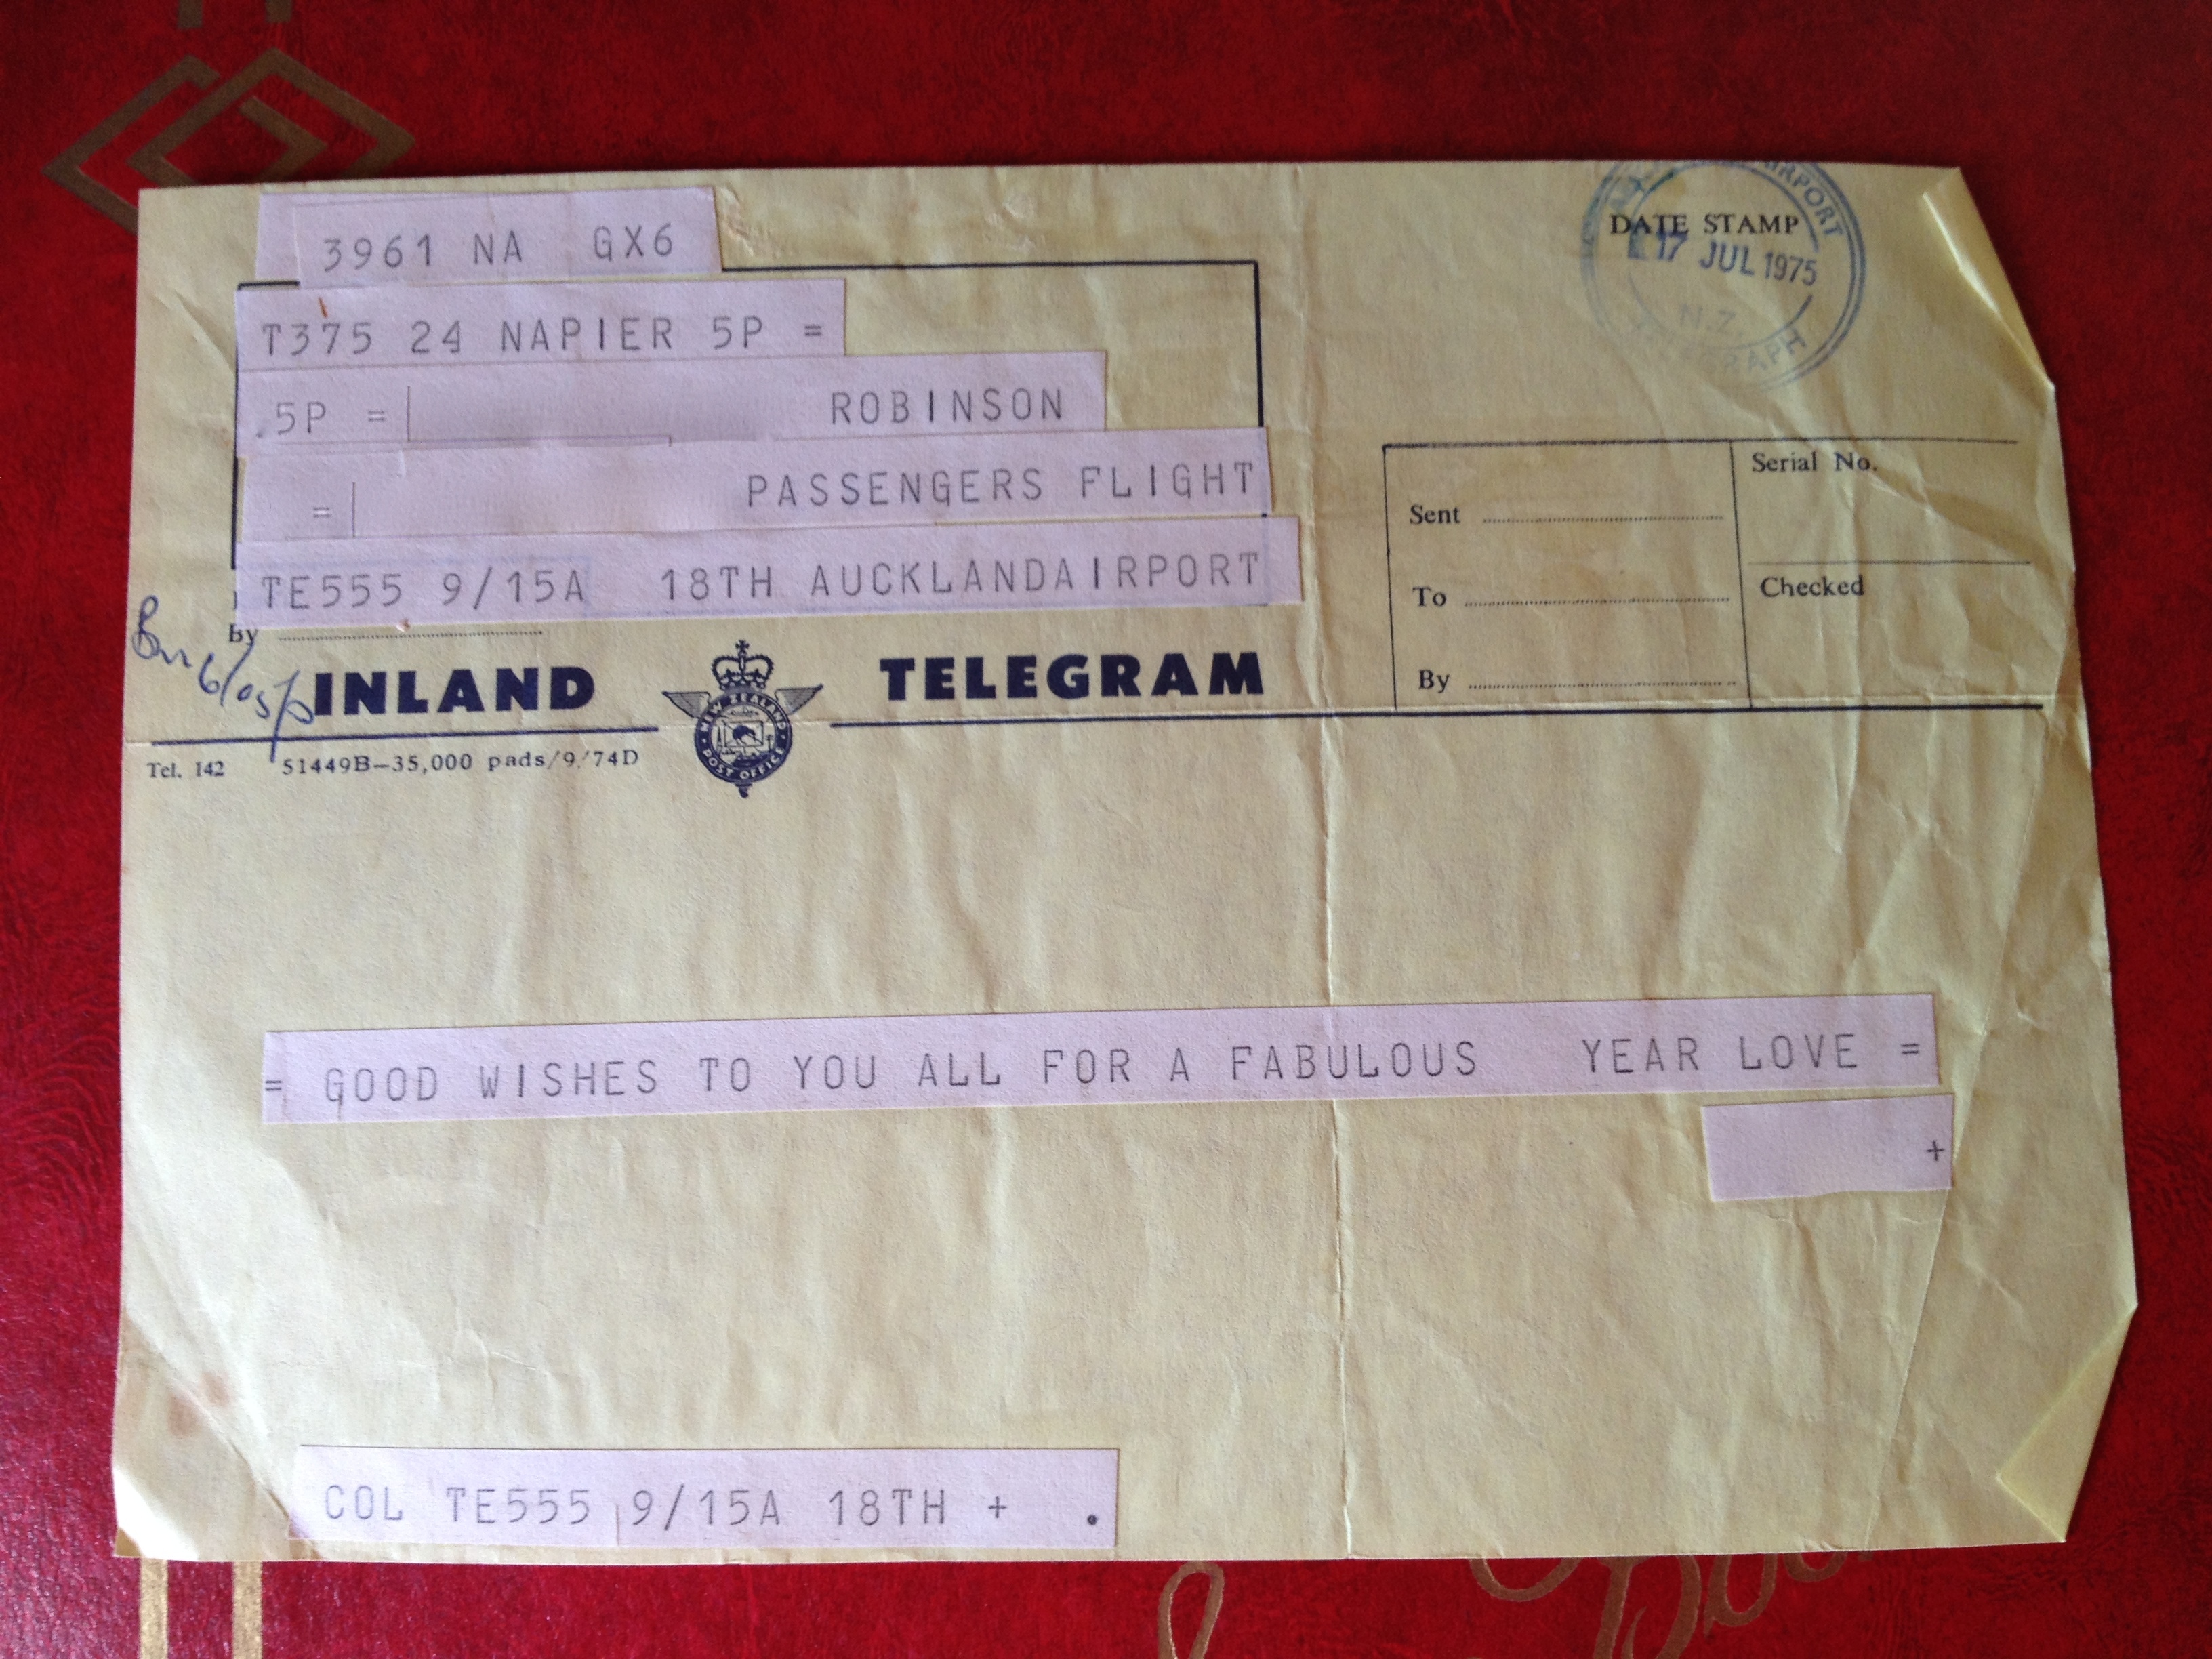 3961 NA GX6
T375 24 NAPIER 5P =
5P = ROBINSON
= PASSENGERS FLIGHT
TE555 9/15A 18TH AUCKLANDAIRPORT
AIRPORT
DATE STAMP
17 JUL 1975
N.Z.
TELEGRAPH
Sent
To
By
Serial No.
Checked
By
INLAND TELEGRAM
NEW ZEALAND
POST OFFICE
Tel. 142 51449B—35,000 pads/9/74D
= GOOD WISHES TO YOU ALL FOR A FABULOUS YEAR LOVE =
+
COL TE555 9/15A 18TH + .